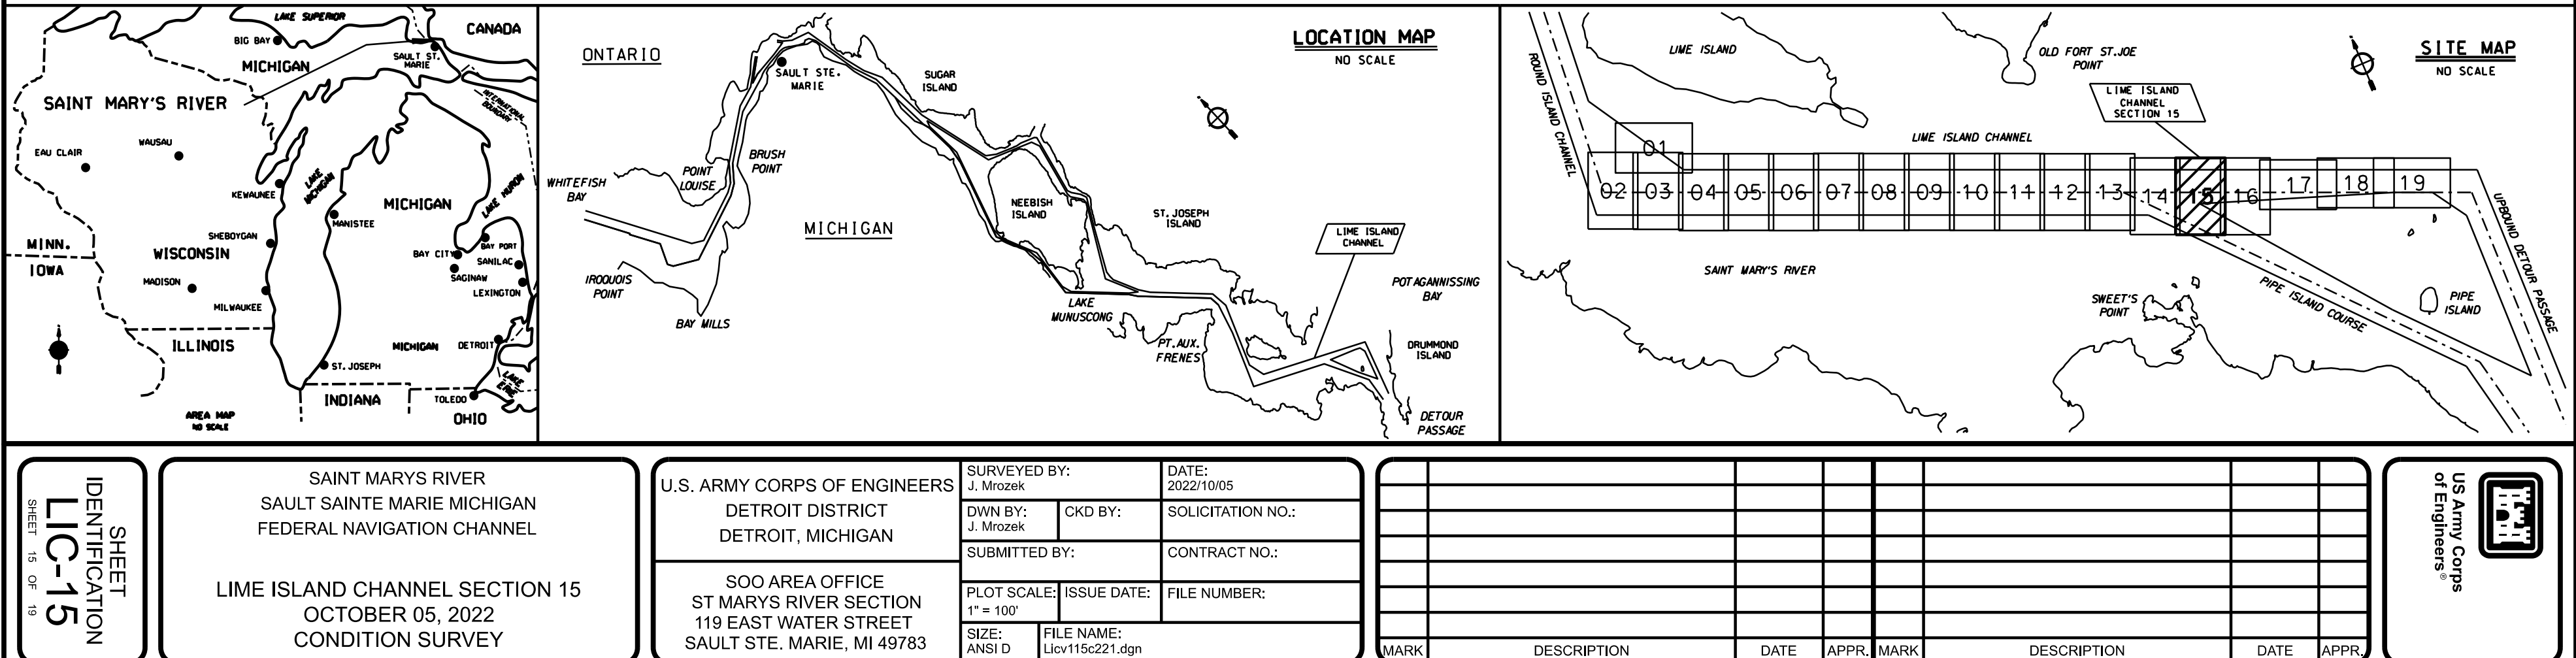 LAKE SUPERIOR
CANADA
BIG BAY
MICHIGAN
SAULT ST.
MARIE
SAINT MARY'S RIVER
INTERNATIONAL
BOUNDARY
WAUSAU
EAU CLAIR
KEWAUNEE
LAKE
MICHIGAN
MICHIGAN
LAKE HURON
MANISTEE
SHEBOYGAN
BAY PORT
MINN.
WISCONSIN
BAY CITY
SANILAC
IOWA
SAGINAW
MADISON
LEXINGTON
MILWAUKEE
ILLINOIS
MICHIGAN
DETROIT
ST. JOSEPH
LAKE
ERIE
INDIANA
TOLEDO
OHIO
AREA MAP
NO SCALE
ONTARIO
LOCATION MAP
NO SCALE
SAULT STE.
MARIE
SUGAR
ISLAND
BRUSH
POINT
POINT
LOUISE
WHITEFISH
BAY
NEEBISH
ISLAND
ST. JOSEPH
ISLAND
MICHIGAN
LIME ISLAND
CHANNEL
IROQUOIS
POINT
POTAGANNISSING
BAY
LAKE
MUNUSCONG
BAY MILLS
PT. AUX.
FRENES
DRUMMOND
ISLAND
DETOUR
PASSAGE
SITE MAP
NO SCALE
LIME ISLAND
OLD FORT ST.JOE
POINT
ROUND ISLAND CHANNEL
LIME ISLAND
CHANNEL
SECTION 15
LIME ISLAND CHANNEL
01
02 03 04 05 06 07 08 09 10 11 12 13 14 15 16 17 18 19
UPBOUND DETOUR PASSAGE
SAINT MARY'S RIVER
SWEET'S
POINT
PIPE ISLAND COURSE
PIPE
ISLAND
SHEET
IDENTIFICATION
LIC-15
SHEET 15 OF 19
SAINT MARYS RIVER
SAULT SAINTE MARIE MICHIGAN
FEDERAL NAVIGATION CHANNEL
LIME ISLAND CHANNEL SECTION 15
OCTOBER 05, 2022
CONDITION SURVEY
U.S. ARMY CORPS OF ENGINEERS
DETROIT DISTRICT
DETROIT, MICHIGAN
SOO AREA OFFICE
ST MARYS RIVER SECTION
119 EAST WATER STREET
SAULT STE. MARIE, MI 49783
SURVEYED BY:
J. Mrozek
DATE:
2022/10/05
DWN BY:
J. Mrozek
CKD BY:
SOLICITATION NO.:
SUBMITTED BY:
CONTRACT NO.:
PLOT SCALE:
1" = 100'
ISSUE DATE:
FILE NUMBER:
SIZE:
ANSI D
FILE NAME:
Licv115c221.dgn
MARK DESCRIPTION DATE APPR. MARK DESCRIPTION DATE APPR.
US Army Corps
of Engineers®